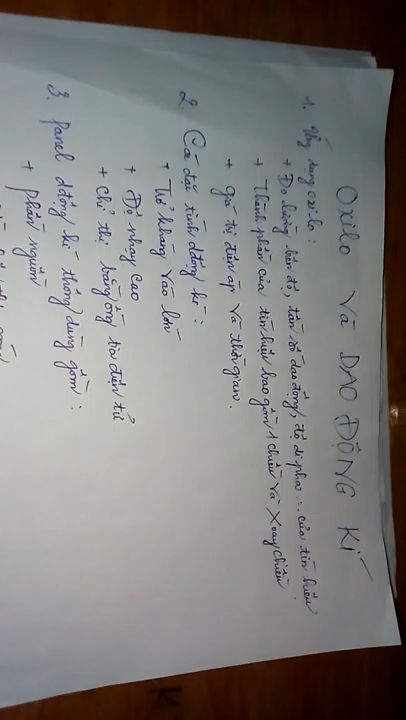 Oxilo và DAO ĐỘNG KÍ
1. Ứng dụng oxilo:
+ Đo lường biên độ, tần số dao động, độ di pha... của tín hiệu
+ Thành phần của tín hiệu bao gồm 1 chiều và xoay chiều
+ giá trị điện áp và thời gian.
2. Các đặc tính động kí:
+ Trở kháng vào lớn
+ Độ nhạy cao
+ chỉ thị bằng ống tia điện tử
3. Panel động kí thông dụng gồm:
+ phần nguồn